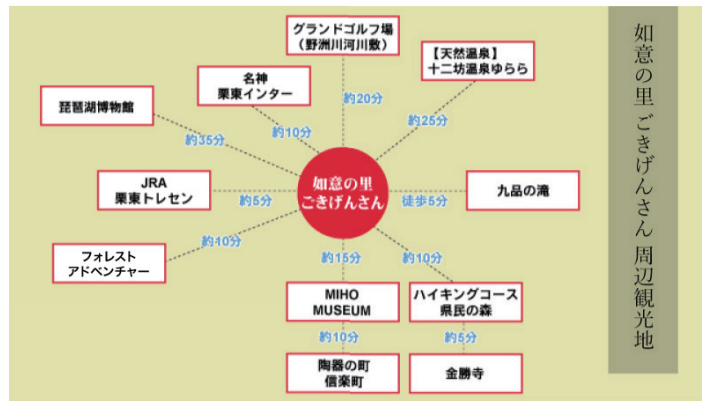 如意の里 ごきげんさん 周辺観光地
グランドゴルフ場
（野洲川河川敷）
約20分
【天然温泉】
十二坊温泉ゆらら
約25分
名神
栗東インター
約10分
琵琶湖博物館
約35分
JRA
栗東トレセン
約5分
如意の里
ごきげんさん
徒歩5分
九品の滝
フォレスト
アドベンチャー
約10分
約15分
MIHO
MUSEUM
約10分
陶器の町
信楽町
約10分
ハイキングコース
県民の森
約5分
金勝寺